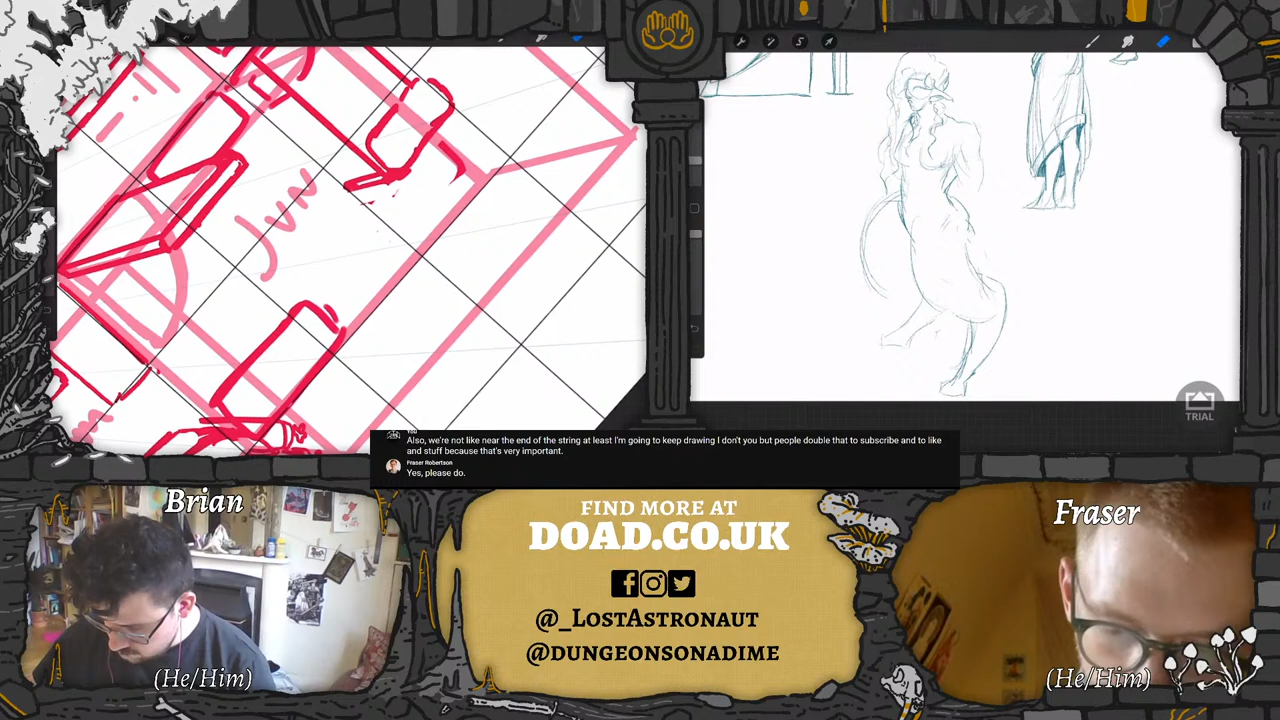 Jun
TRIAL
You
Also, we're not like near the end of the string at least I'm going to keep drawing I don't you but people double that to subscribe and to like
and stuff because that's very important.
Fraser Robertson
Yes, please do.
Brian
FIND MORE AT
DOAD.CO.UK
Fraser
@_LostAstronaut
@dungeonsonadime
(He/Him)
(He/Him)